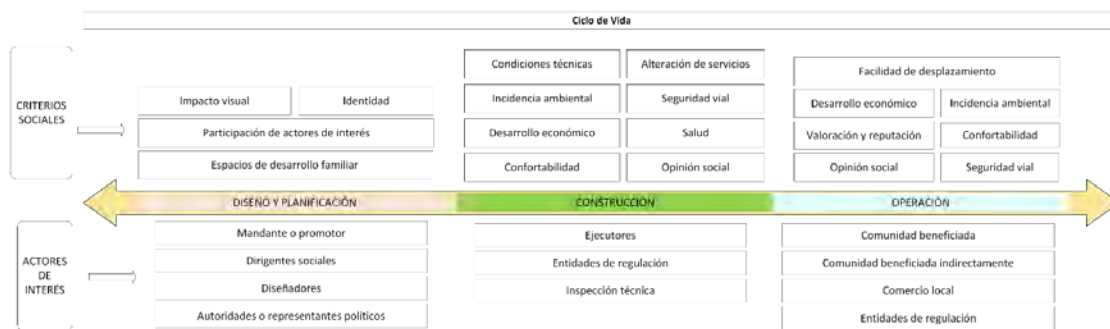 Ciclo de Vida
CRITERIOS
SOCIALES
Impacto visual
Identidad
Participación de actores de interés
Espacios de desarrollo familiar
Condiciones técnicas
Alteración de servicios
Incidencia ambiental
Seguridad vial
Desarrollo económico
Salud
Confortabilidad
Opinión social
Facilidad de desplazamiento
Desarrollo económico
Incidencia ambiental
Valoración y reputación
Confortabilidad
Opinión social
Seguridad vial
DISEÑO Y PLANIFICACIÓN
CONSTRUCCIÓN
OPERACIÓN
ACTORES
DE
INTERÉS
Mandante o promotor
Dirigentes sociales
Diseñadores
Autoridades o representantes políticos
Ejecutores
Entidades de regulación
Inspección técnica
Comunidad beneficiada
Comunidad beneficiada indirectamente
Comercio local
Entidades de regulación